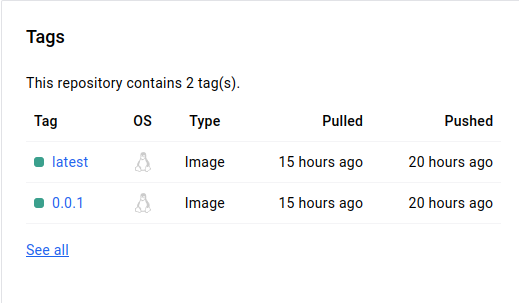 Tags
This repository contains 2 tag(s).
Tag OS Type Pulled Pushed
latest Image 15 hours ago 20 hours ago
0.0.1 Image 15 hours ago 20 hours ago
See all